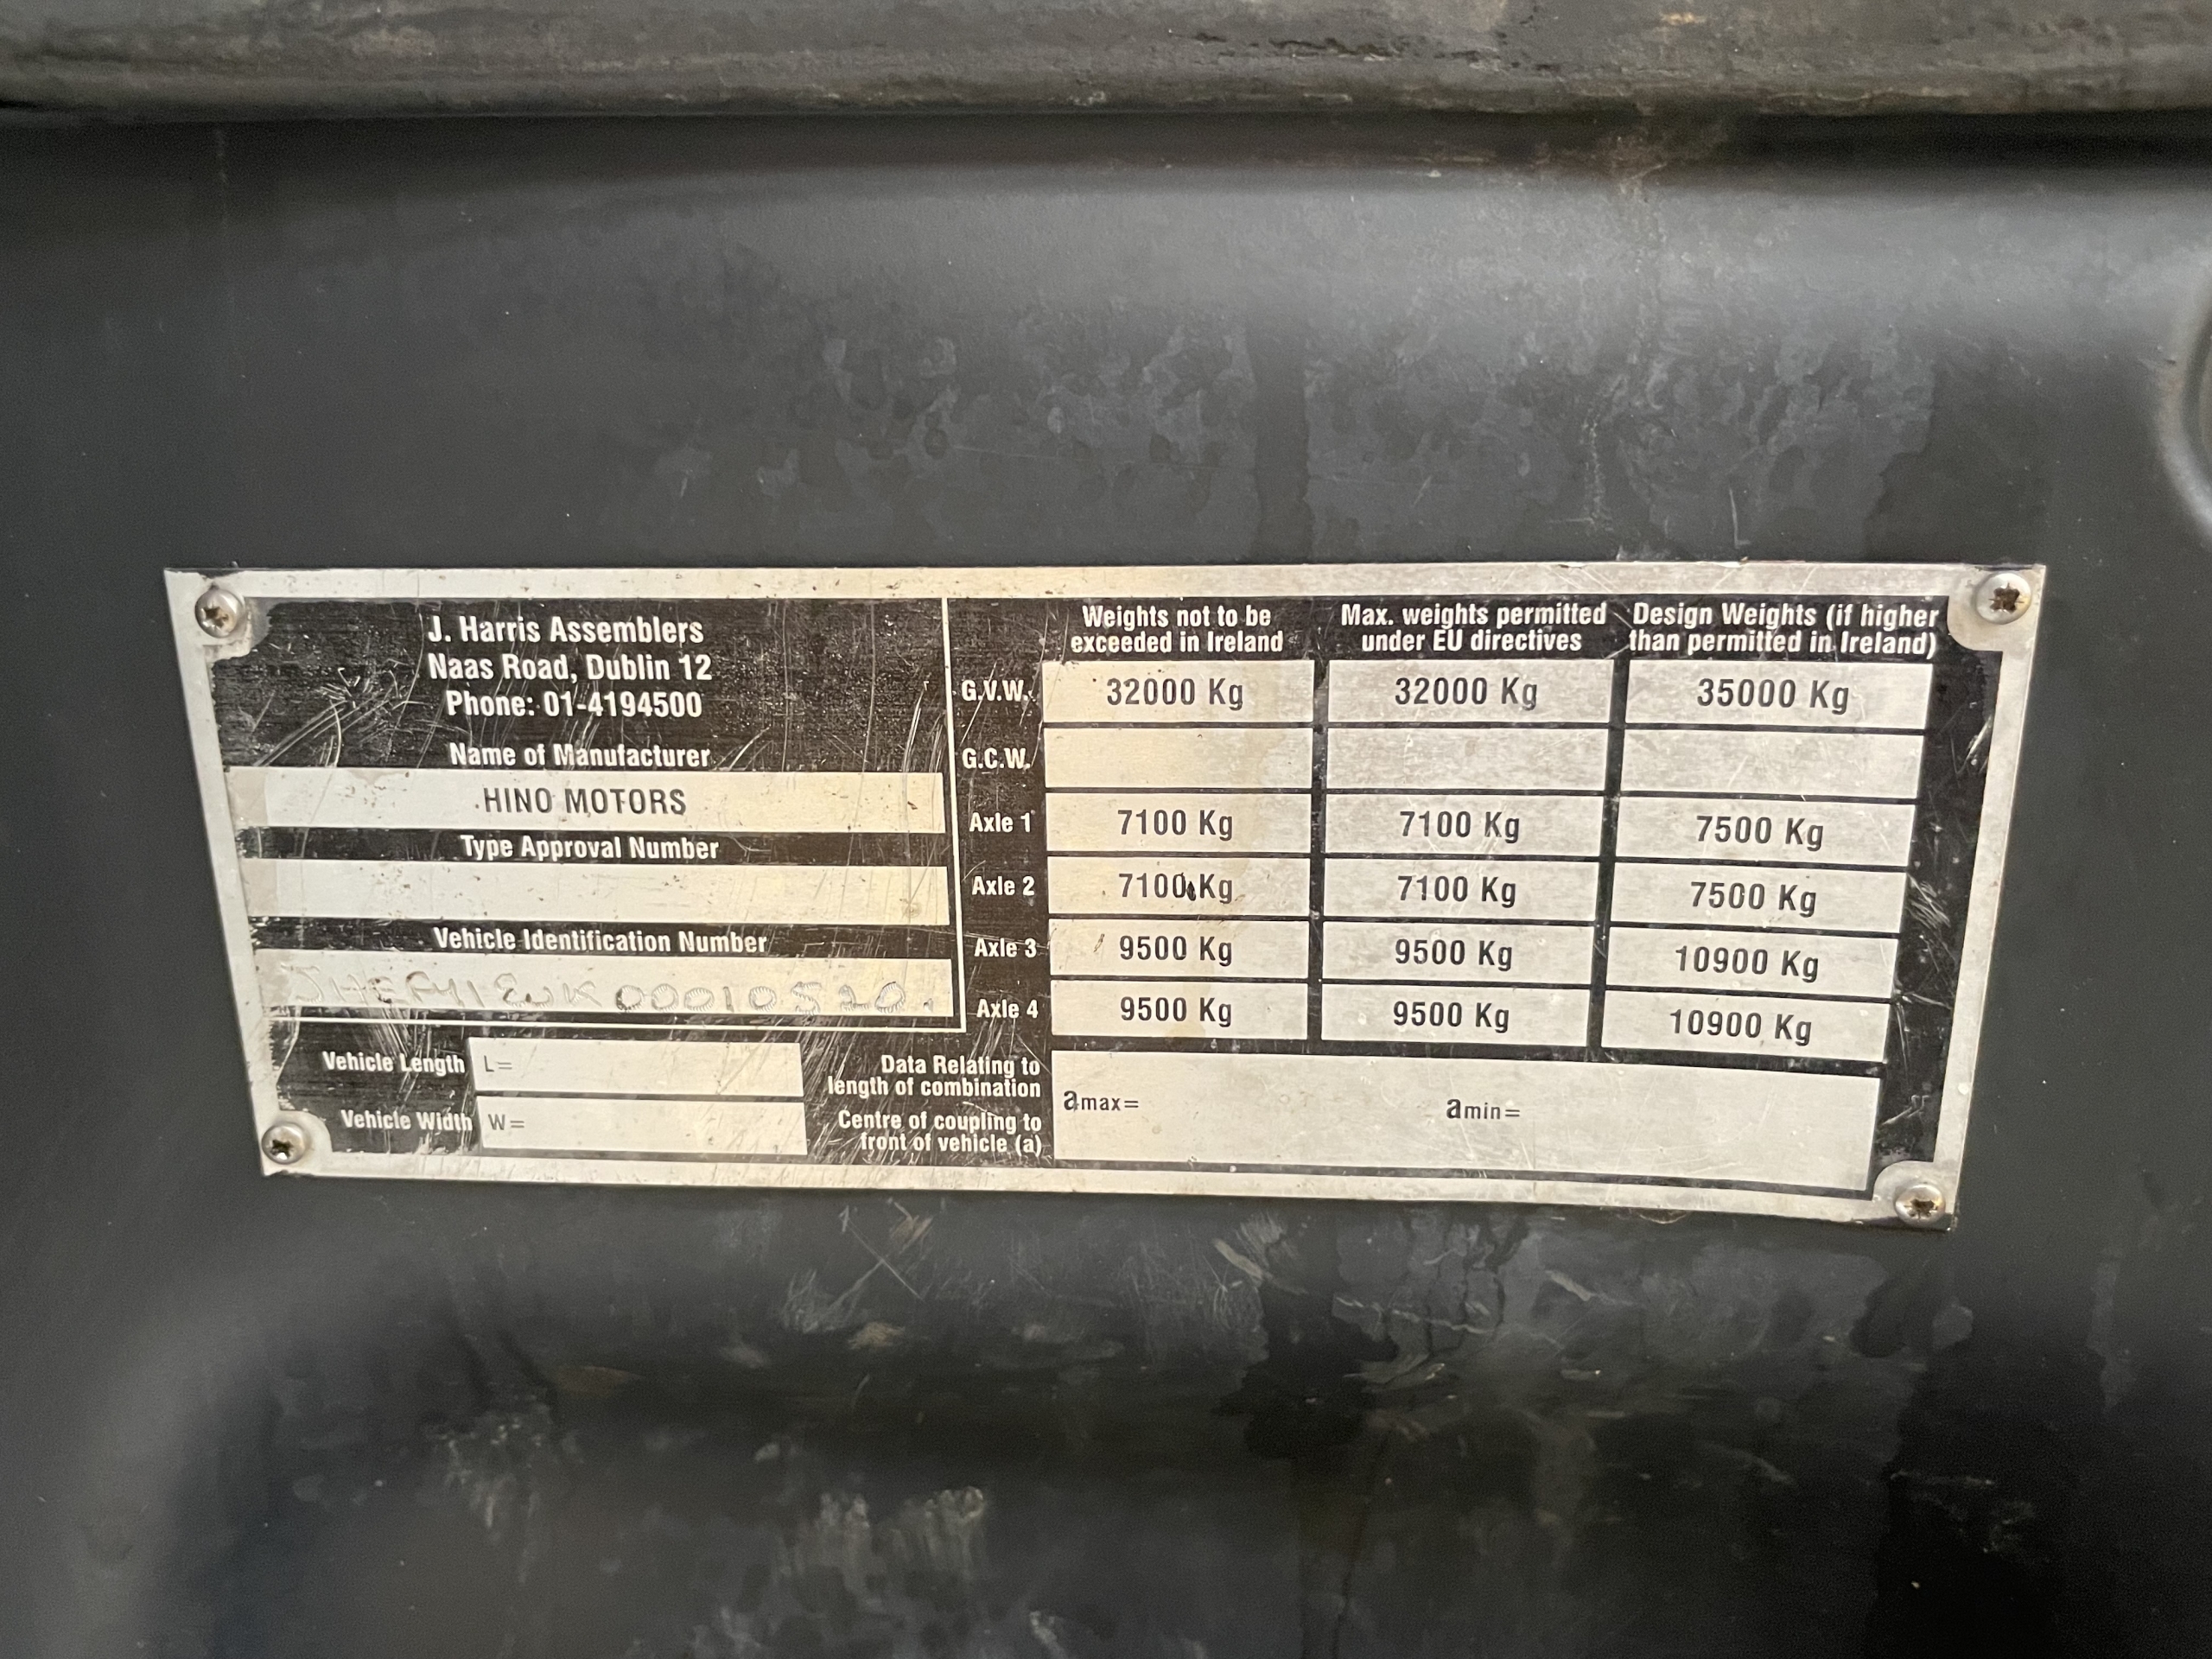 J. Harris Assemblers
Naas Road, Dublin 12
Phone: 01-4194500
Name of Manufacturer
HINO MOTORS
Type Approval Number
Vehicle Identification Number
Vehicle Length L=
Vehicle Width W=
Weights not to be
exceeded in Ireland
Max. weights permitted
under EU directives
Design Weights (if higher
than permitted in Ireland)
G.V.W. 32000 Kg 32000 Kg 35000 Kg
G.C.W.
Axle 1 7100 Kg 7100 Kg 7500 Kg
Axle 2 7100 Kg 7100 Kg 7500 Kg
Axle 3 9500 Kg 9500 Kg 10900 Kg
Axle 4 9500 Kg 9500 Kg 10900 Kg
Data Relating to
length of combination
Centre of coupling to
front of vehicle (a)
amax= amin=